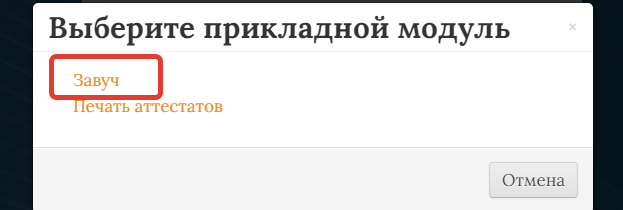 Выберите прикладной модуль ×
Завуч
Печать аттестатов
Отмена